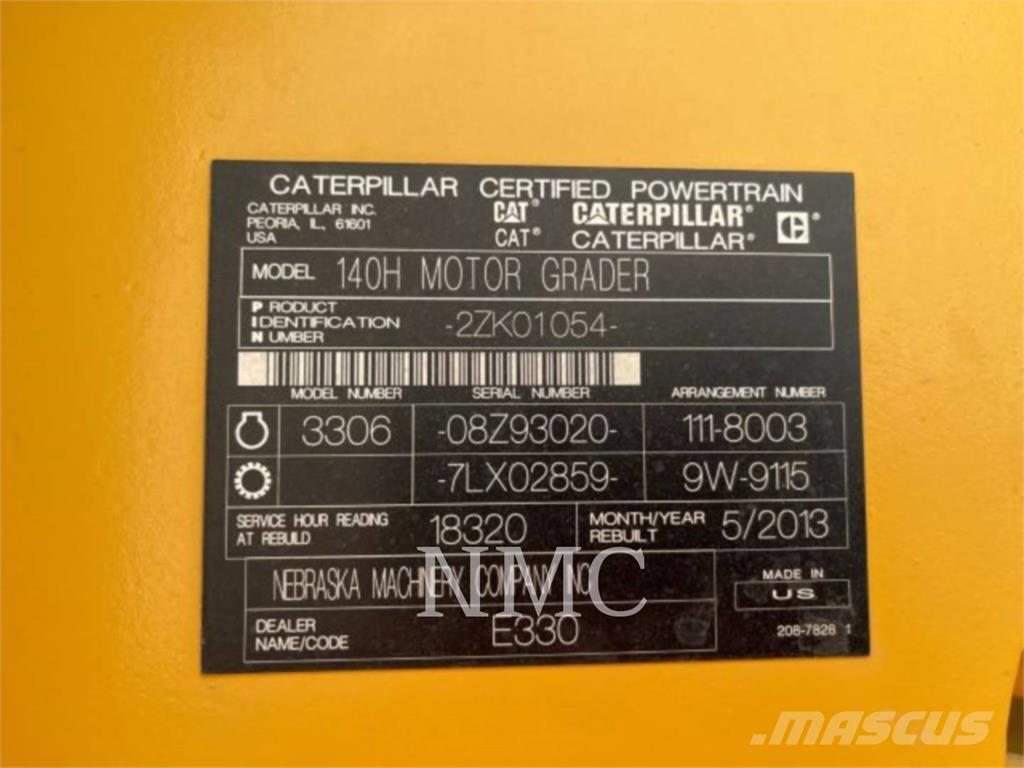 CATERPILLAR CERTIFIED POWERTRAIN
CATERPILLAR INC.
PEORIA, IL, 61601
USA
CAT® CATERPILLAR® C®
CAT® CATERPILLAR®
MODEL 140H MOTOR GRADER
PRODUCT
IDENTIFICATION
NUMBER
-2ZK01054-
MODEL NUMBER SERIAL NUMBER ARRANGEMENT NUMBER
3306 -08Z93020- 111-8003
-7LX02859- 9W-9115
SERVICE HOUR READING
AT REBUILD
18320
MONTH/YEAR
REBUILT
5/2013
NEBRASKA MACHINERY COMPANY INC
NMC
DEALER
NAME/CODE
E330
MADE IN
US
208-7828 1
MASCUS